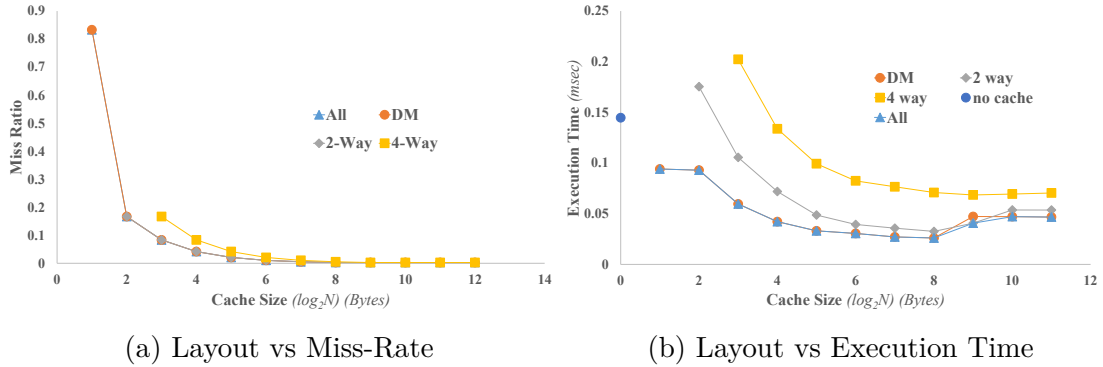 0.9
0.8
0.7
0.6
0.5
0.4
0.3
0.2
0.1
0
Miss Ratio
All DM
2-Way 4-Way
0 2 4 6 8 10 12 14
Cache Size (log2N) (Bytes)
(a) Layout vs Miss-Rate
0.25
0.2
0.15
0.1
0.05
0
Execution Time (msec)
DM 2 way
4 way no cache
All
0 2 4 6 8 10 12
Cache Size (log2N) (Bytes)
(b) Layout vs Execution Time